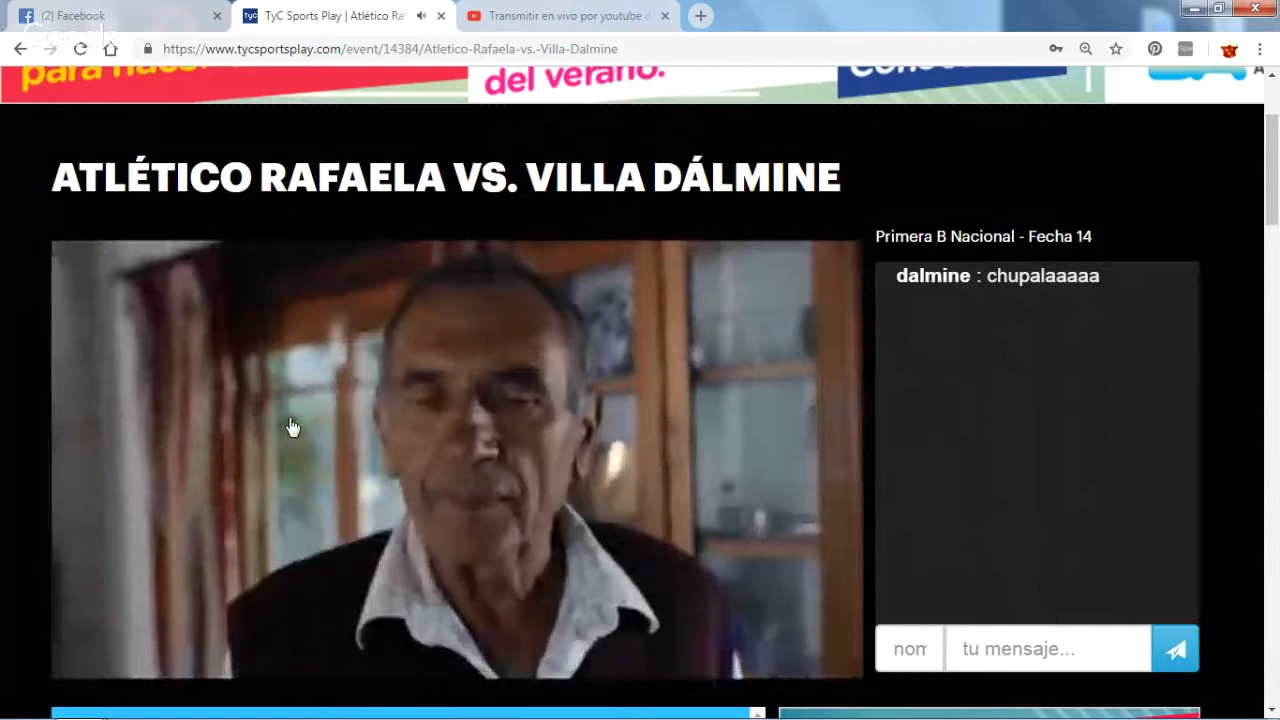 (2) Facebook
TyC Sports Play | Atlético Ra
Transmitir en vivo por youtube d
https://www.tycsportsplay.com/event/14384/Atletico-Rafaela-vs.-Villa-Dalmine
del verano.
ATLÉTICO RAFAELA VS. VILLA DÁLMINE
Primera B Nacional - Fecha 14
dalmine : chupalaaaaa
nom
tu mensaje...